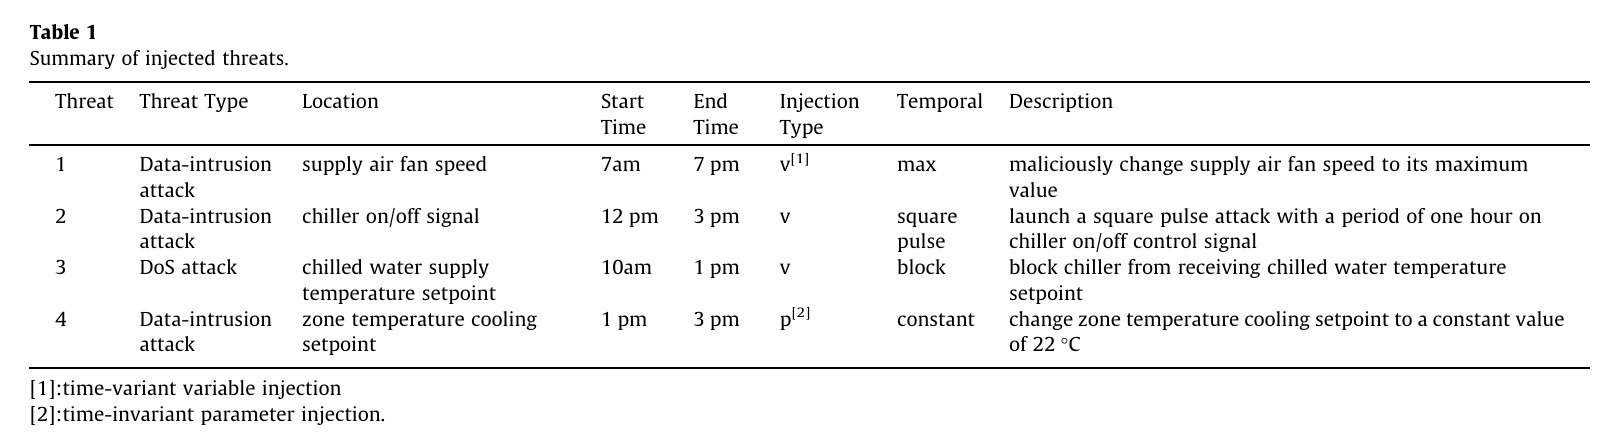 Table 1
Summary of injected threats.
Threat Threat Type Location Start Time End Time Injection Type Temporal Description
1 Data-intrusion attack supply air fan speed 7am 7 pm v[1] max maliciously change supply air fan speed to its maximum value
2 Data-intrusion attack chiller on/off signal 12 pm 3 pm v square pulse launch a square pulse attack with a period of one hour on chiller on/off control signal
3 DoS attack chilled water supply temperature setpoint 10am 1 pm v block block chiller from receiving chilled water temperature setpoint
4 Data-intrusion attack zone temperature cooling setpoint 1 pm 3 pm p[2] constant change zone temperature cooling setpoint to a constant value of 22 °C
[1]:time-variant variable injection
[2]:time-invariant parameter injection.